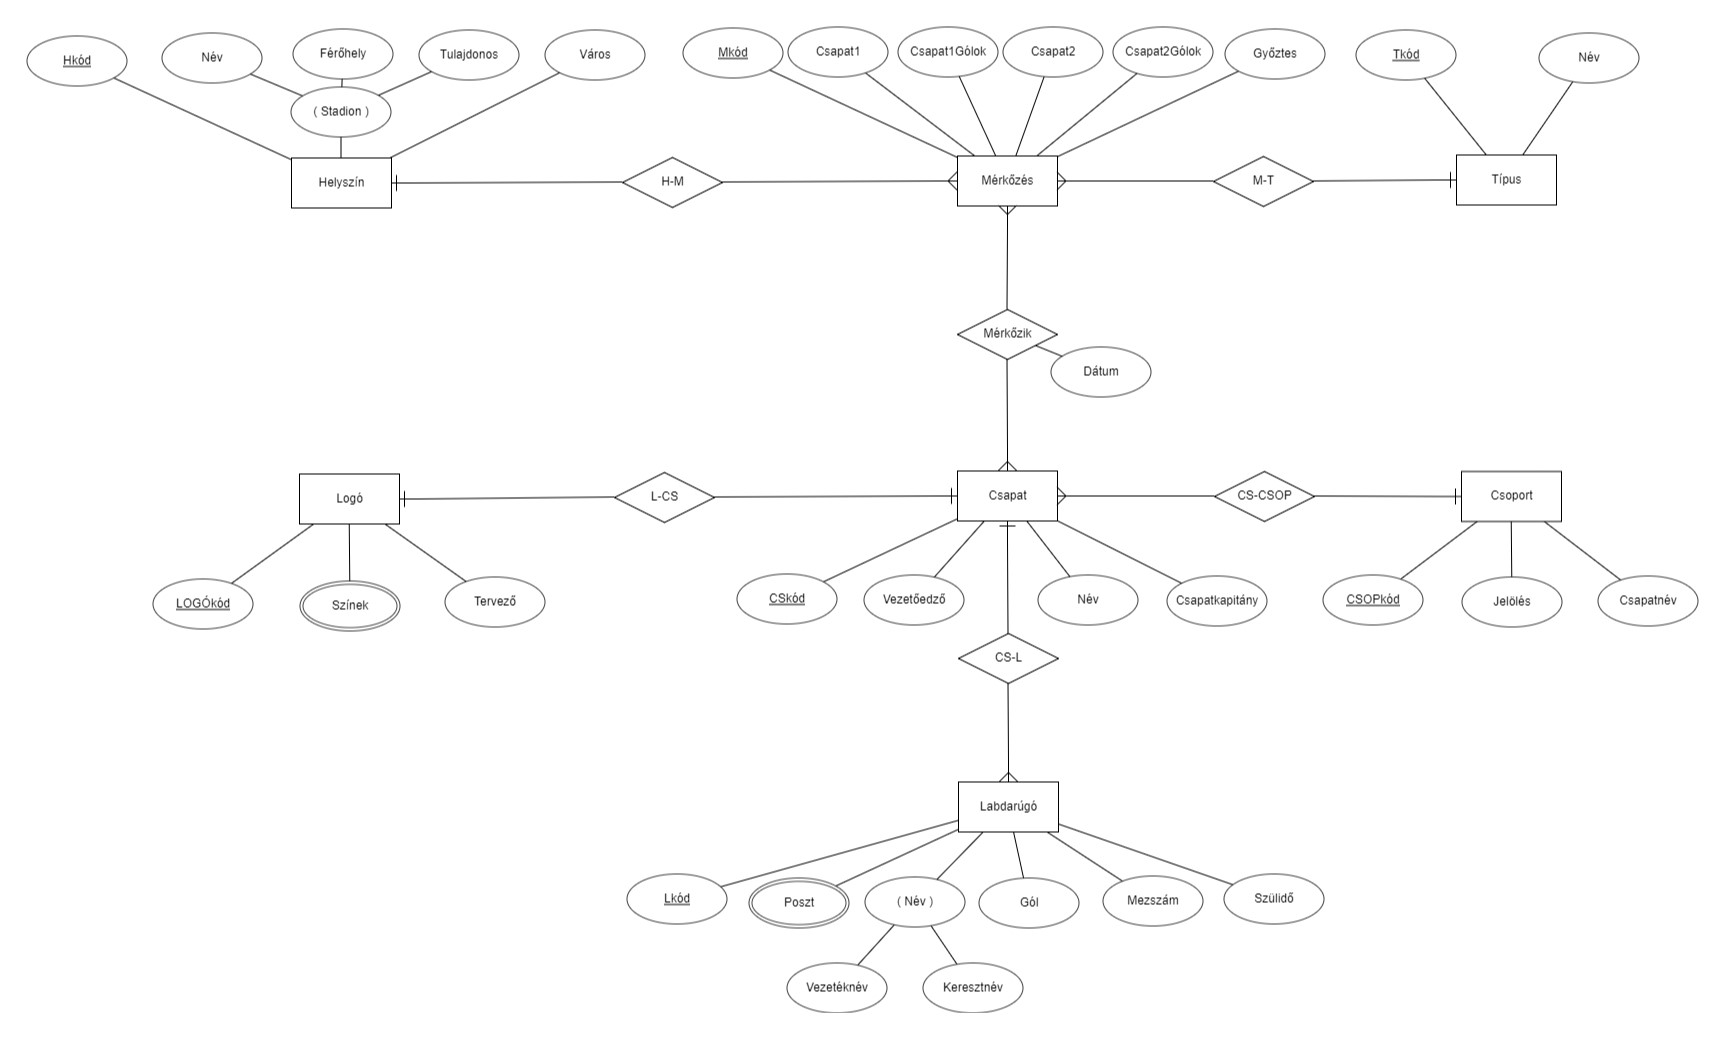 Hkód
Név
Férőhely
Tulajdonos
Város
Mkód
Csapat1
Csapat1Gólok
Csapat2
Csapat2Gólok
Győztes
Tkód
Név
( Stadion )
Helyszín
H-M
Mérkőzés
M-T
Típus
Mérkőzik
Dátum
Logó
L-CS
Csapat
CS-CSOP
Csoport
LOGÓkód
Színek
Tervező
CSkód
Vezetőedző
Név
Csapatkapitány
CSOPkód
Jelölés
Csapatnév
CS-L
Labdarúgó
Lkód
Poszt
( Név )
Gól
Mezszám
Szülidő
Vezetéknév
Keresztnév